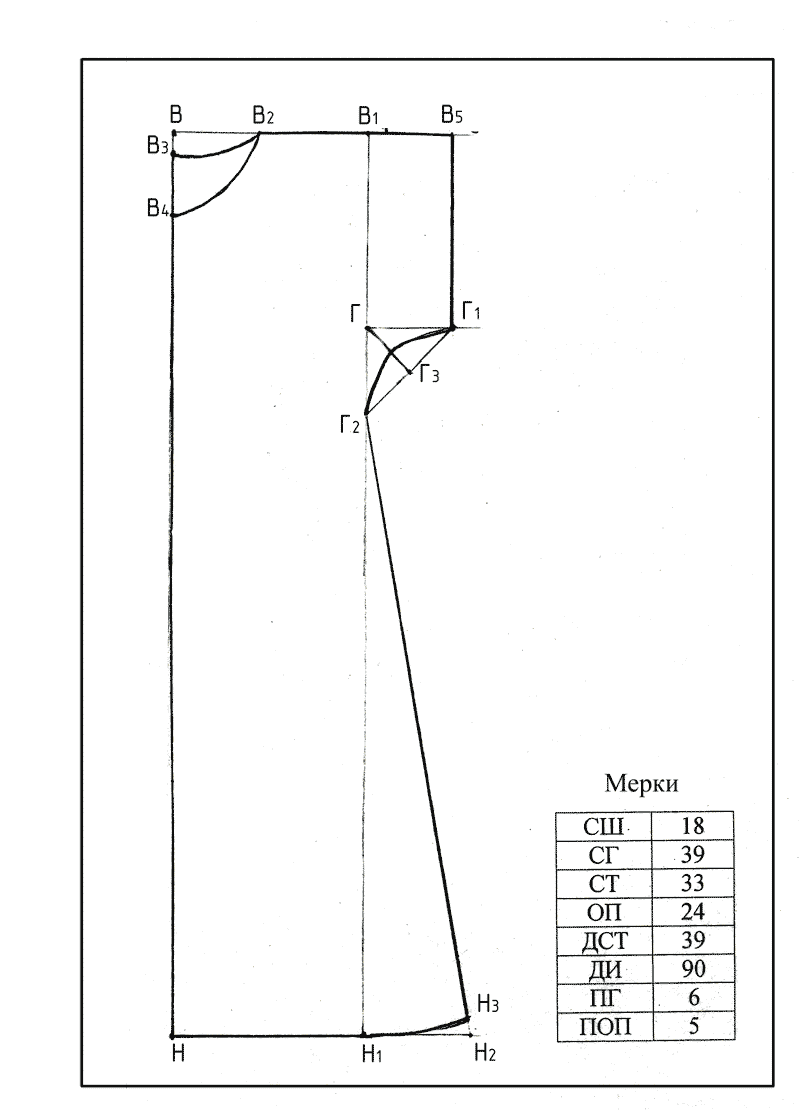 В В2 В1 В5
В3
В4
Г Г1
Г3
Г2
Мерки
СШ 18
СГ 39
СТ 33
ОП 24
ДСТ 39
ДИ 90
ПГ 6
ПОП 5
Н3
Н Н1 Н2